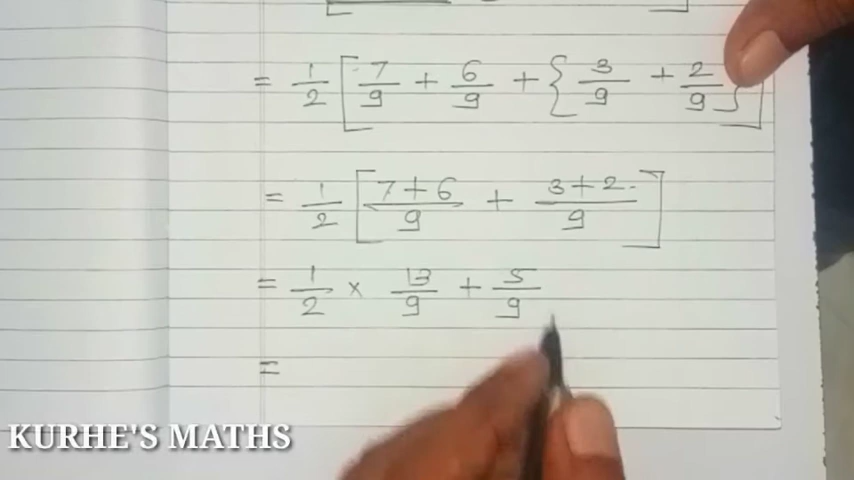 = 1/2 [ 7/9 + 6/9 + { 3/9 + 2/9 } ]
= 1/2 [ 7+6/9 + 3+2/9 ]
= 1/2 × 13/9 + 5/9
=
KURHE'S MATHS